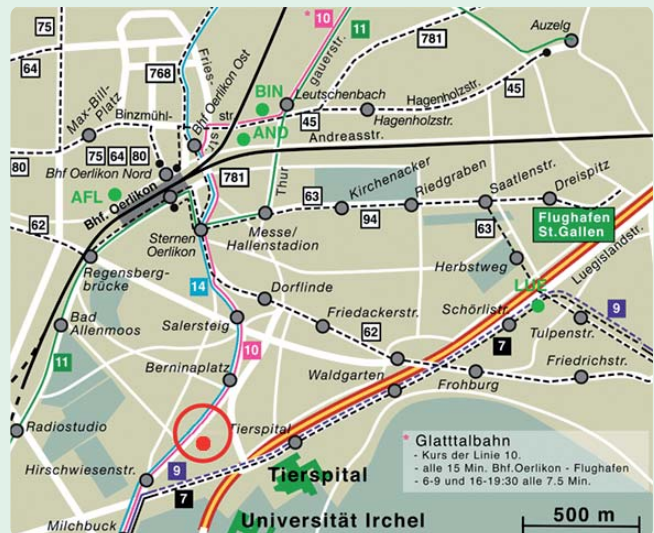 75
64
80
62
Max-Bill-
Platz
Binzmühl-
str.
768
Fries-
str.
Bhf Oerlikon Ost
10
11
gauerstr.
BIN
AND
Leutschenbach
45
Hagenholzstr.
Hagenholzstr.
45
781
Auzelg
Andreasstr.
75 64 80
Bhf Oerlikon Nord
AFL
Bhf. Oerlikon
781
Thur
63
94
Kirchenacker
Riedgraben
Saatlenstr.
Dreispitz
Sternen
Oerlikon
Messe/
Hallenstadion
63
Flughafen
St.Gallen
Regensberg-
brücke
Herbstweg
Luegislandstr.
LUE
14
Dorflinde
Schörlistr.
9
Bad
Allenmoos
Salersteig
Friedackerstr.
62
7
Tulpenstr.
11
10
Berninaplatz
Waldgarten
Frohburg
Friedrichstr.
Radiostudio
Tierspital
Hirschwiesenstr.
9
7
Tierspital
* Glatttalbahn
- Kurs der Linie 10.
- alle 15 Min. Bhf.Oerlikon - Flughafen
- 6-9 und 16-19:30 alle 7.5 Min.
Milchbuck
Universität Irchel
500 m